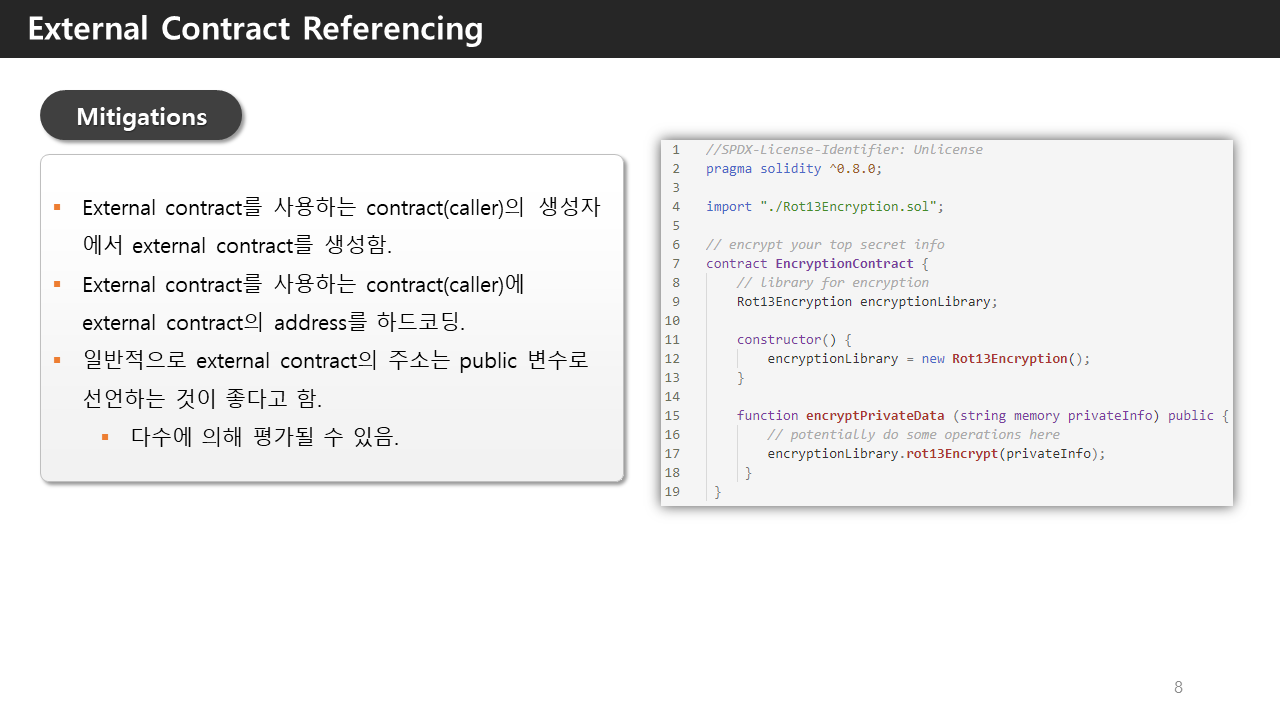 External Contract Referencing
Mitigations
▪ External contract를 사용하는 contract(caller)의 생성자
에서 external contract를 생성함.
▪ External contract를 사용하는 contract(caller)에
external contract의 address를 하드코딩.
▪ 일반적으로 external contract의 주소는 public 변수로
선언하는 것이 좋다고 함.
▪ 다수에 의해 평가될 수 있음.
1 //SPDX-License-Identifier: Unlicense
2 pragma solidity ^0.8.0;
3
4 import "./Rot13Encryption.sol";
5
6 // encrypt your top secret info
7 contract EncryptionContract {
8 // library for encryption
9 Rot13Encryption encryptionLibrary;
10
11 constructor() {
12 encryptionLibrary = new Rot13Encryption();
13 }
14
15 function encryptPrivateData (string memory privateInfo) public {
16 // potentially do some operations here
17 encryptionLibrary.rot13Encrypt(privateInfo);
18 }
19 }
8